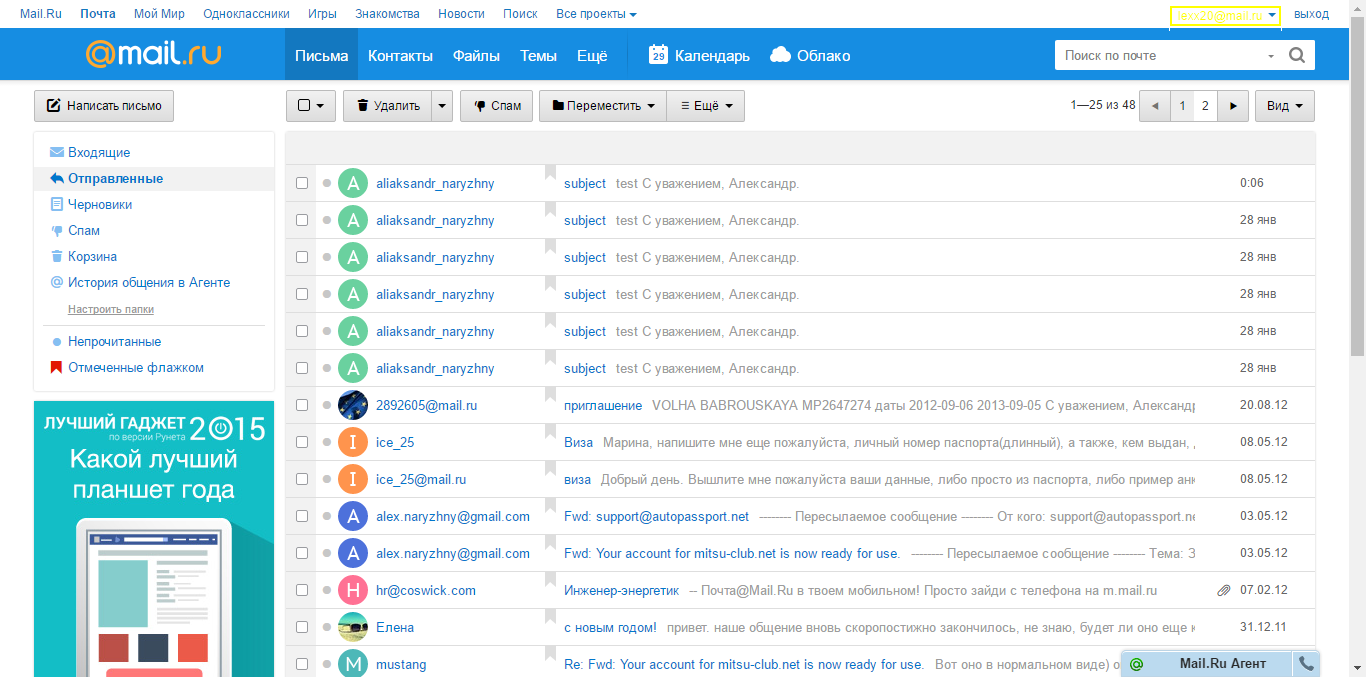 Mail.Ru Почта Мой Мир Одноклассники Игры Знакомства Новости Поиск Все проекты выход
@mail.ru Письма Контакты Файлы Темы Ещё 29 Календарь Облако Поиск по почте
Написать письмо Удалить Спам Переместить Ещё 1—25 из 48 1 2 Вид
Входящие
Отправленные
Черновики
Спам
Корзина
История общения в Агенте
Настроить папки
Непрочитанные
Отмеченные флажком
ЛУЧШИЙ ГАДЖЕТ 2015
по версии Рунета
Какой лучший
планшет года
A aliaksandr_naryzhny subject test С уважением, Александр. 0:06
A aliaksandr_naryzhny subject test С уважением, Александр. 28 янв
A aliaksandr_naryzhny subject test С уважением, Александр. 28 янв
A aliaksandr_naryzhny subject test С уважением, Александр. 28 янв
A aliaksandr_naryzhny subject test С уважением, Александр. 28 янв
A aliaksandr_naryzhny subject test С уважением, Александр. 28 янв
2892605@mail.ru приглашение VOLHA BABROUSKAYA MP2647274 даты 2012-09-06 2013-09-05 С уважением, Александр 20.08.12
I ice_25 Виза Марина, напишите мне еще пожалуйста, личный номер паспорта(длинный), а также, кем выдан, 08.05.12
I ice_25@mail.ru виза Добрый день. Вышлите мне пожалуйста ваши данные, либо просто из паспорта, либо пример анк 08.05.12
A alex.naryzhny@gmail.com Fwd: support@autopassport.net -------- Пересылаемое сообщение -------- От кого: support@autopassport.ne 03.05.12
A alex.naryzhny@gmail.com Fwd: Your account for mitsu-club.net is now ready for use. -------- Пересылаемое сообщение -------- Тема: 03.05.12
H hr@coswick.com Инженер-энергетик -- Почта@Mail.Ru в твоем мобильном! Просто зайди с телефона на m.mail.ru 07.02.12
Елена с новым годом! привет. наше общение вновь скоропостижно закончилось, не знаю, будет ли оно еще к 31.12.11
M mustang Re: Fwd: Your account for mitsu-club.net is now ready for use. Вот оно в нормальном виде) о
@ Mail.Ru Агент